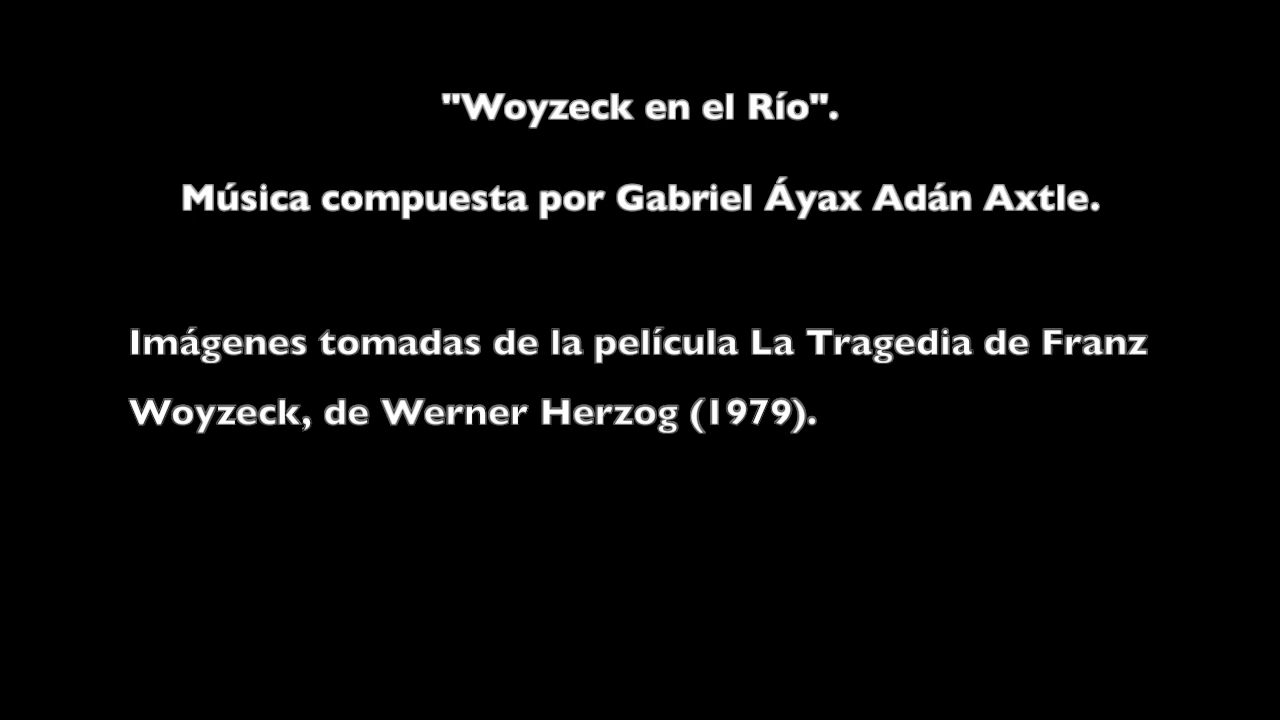 "Woyzeck en el Río".
Música compuesta por Gabriel Áyax Adán Axtle.
Imágenes tomadas de la película La Tragedia de Franz
Woyzeck, de Werner Herzog (1979).